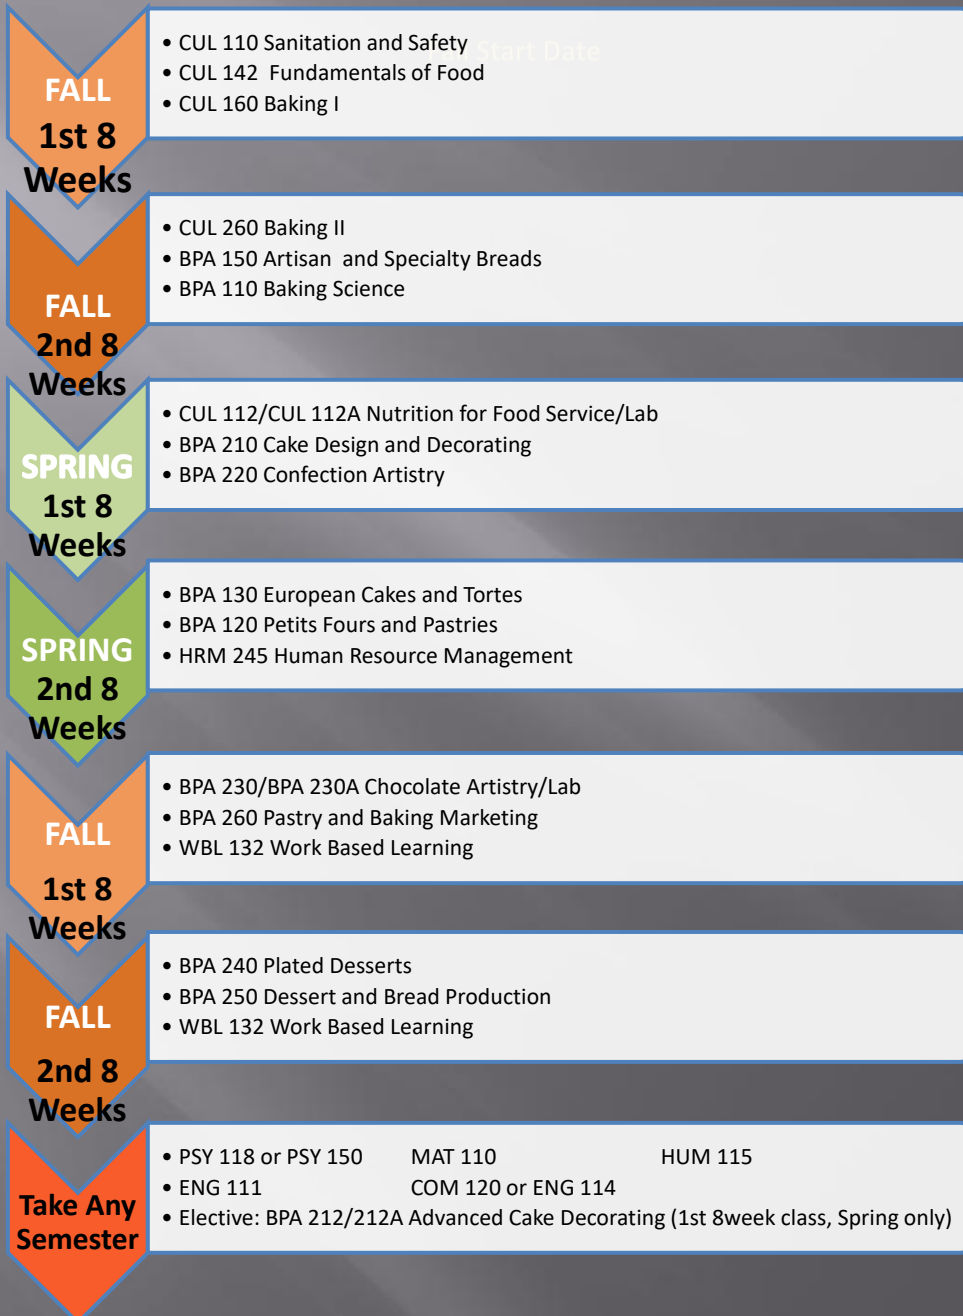 Fall Start Date
FALL
1st 8
Weeks
• CUL 110 Sanitation and Safety
• CUL 142  Fundamentals of Food
• CUL 160 Baking I
FALL
2nd 8
Weeks
• CUL 260 Baking II
• BPA 150 Artisan  and Specialty Breads
• BPA 110 Baking Science
SPRING
1st 8
Weeks
• CUL 112/CUL 112A Nutrition for Food Service/Lab
• BPA 210 Cake Design and Decorating
• BPA 220 Confection Artistry
SPRING
2nd 8
Weeks
• BPA 130 European Cakes and Tortes
• BPA 120 Petits Fours and Pastries
• HRM 245 Human Resource Management
FALL
1st 8
Weeks
• BPA 230/BPA 230A Chocolate Artistry/Lab
• BPA 260 Pastry and Baking Marketing
• WBL 132 Work Based Learning
FALL
2nd 8
Weeks
• BPA 240 Plated Desserts
• BPA 250 Dessert and Bread Production
• WBL 132 Work Based Learning
Take Any
Semester
• PSY 118 or PSY 150 MAT 110 HUM 115
• ENG 111 COM 120 or ENG 114
• Elective: BPA 212/212A Advanced Cake Decorating (1st 8week class, Spring only)